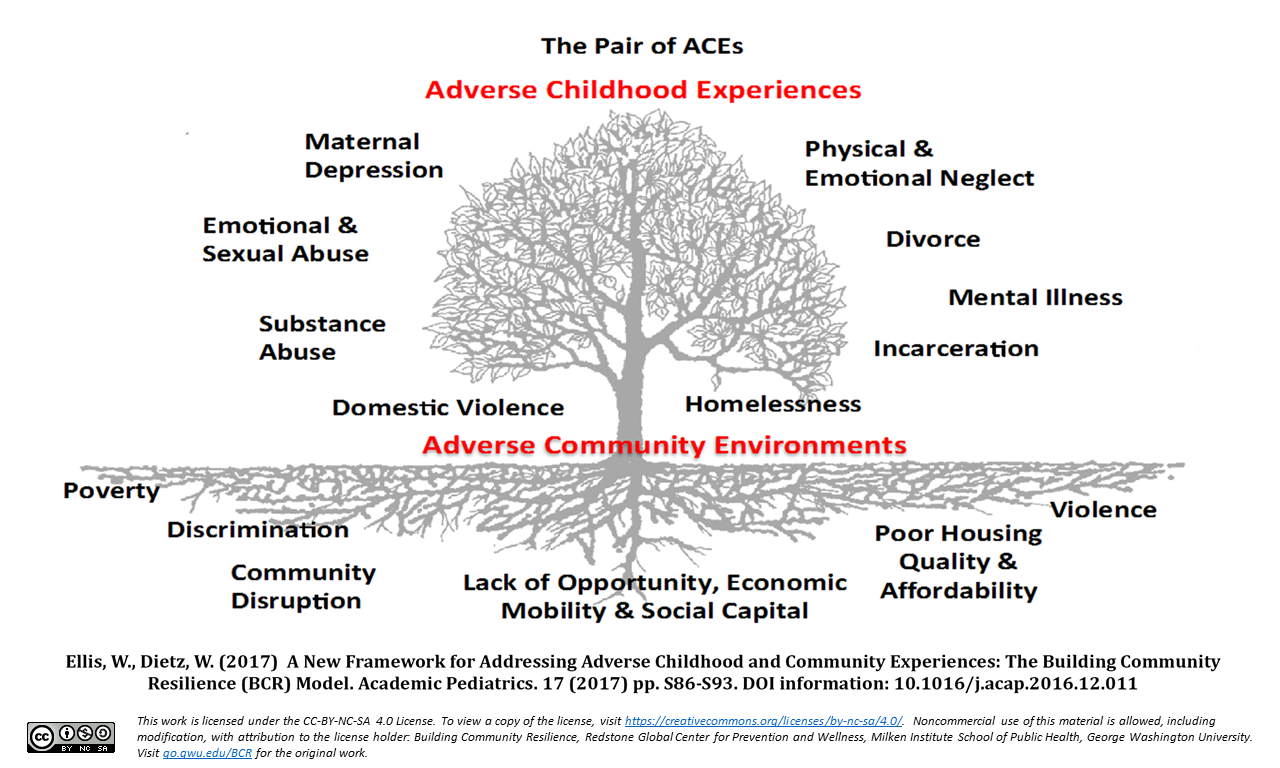 The Pair of ACEs
Adverse Childhood Experiences
Maternal
Depression
Physical &
Emotional Neglect
Emotional &
Sexual Abuse
Divorce
Mental Illness
Substance
Abuse
Incarceration
Domestic Violence
Homelessness
Adverse Community Environments
Poverty
Violence
Discrimination
Poor Housing
Quality &
Affordability
Community
Disruption
Lack of Opportunity, Economic
Mobility & Social Capital
Ellis, W., Dietz, W. (2017) A New Framework for Addressing Adverse Childhood and Community Experiences: The Building Community
Resilience (BCR) Model. Academic Pediatrics. 17 (2017) pp. S86-S93. DOI information: 10.1016/j.acap.2016.12.011
cc BY NC SA
This work is licensed under the CC-BY-NC-SA 4.0 License. To view a copy of the license, visit https://creativecommons.org/licenses/by-nc-sa/4.0/. Noncommercial use of this material is allowed, including
modification, with attribution to the license holder: Building Community Resilience, Redstone Global Center for Prevention and Wellness, Milken Institute School of Public Health, George Washington University.
Visit go.gwu.edu/BCR for the original work.